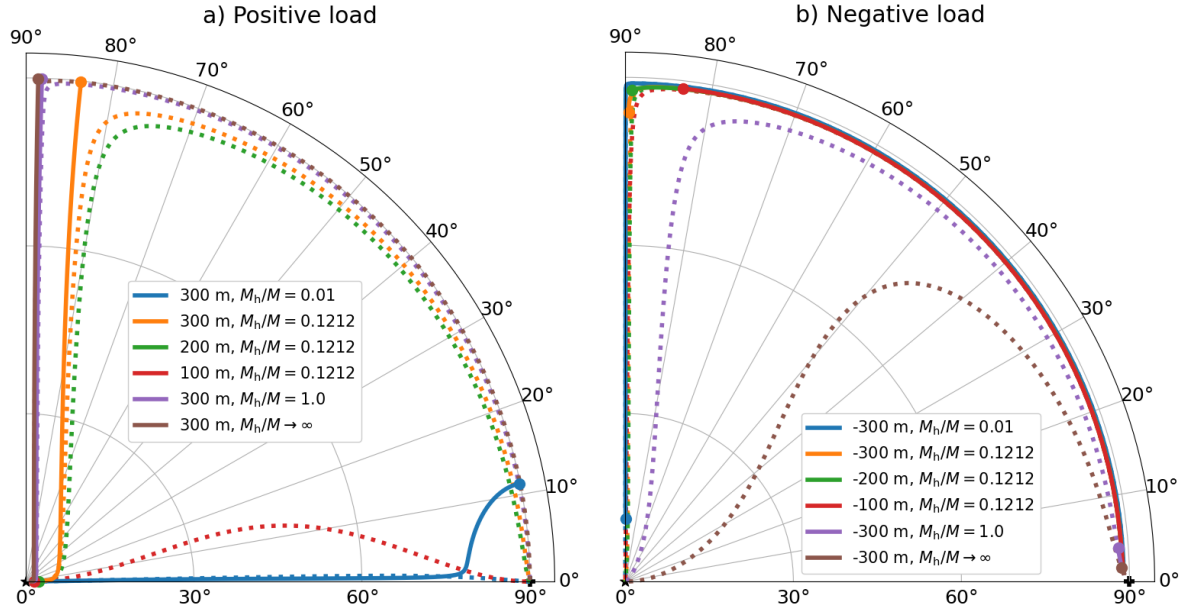 a) Positive load
90°
80°
70°
60°
50°
40°
30°
20°
10°
0°
0°
30°
60°
90°
300 m, M_h/M = 0.01
300 m, M_h/M = 0.1212
200 m, M_h/M = 0.1212
100 m, M_h/M = 0.1212
300 m, M_h/M = 1.0
300 m, M_h/M → ∞
b) Negative load
90°
80°
70°
60°
50°
40°
30°
20°
10°
0°
0°
30°
60°
90°
-300 m, M_h/M = 0.01
-300 m, M_h/M = 0.1212
-200 m, M_h/M = 0.1212
-100 m, M_h/M = 0.1212
-300 m, M_h/M = 1.0
-300 m, M_h/M → ∞